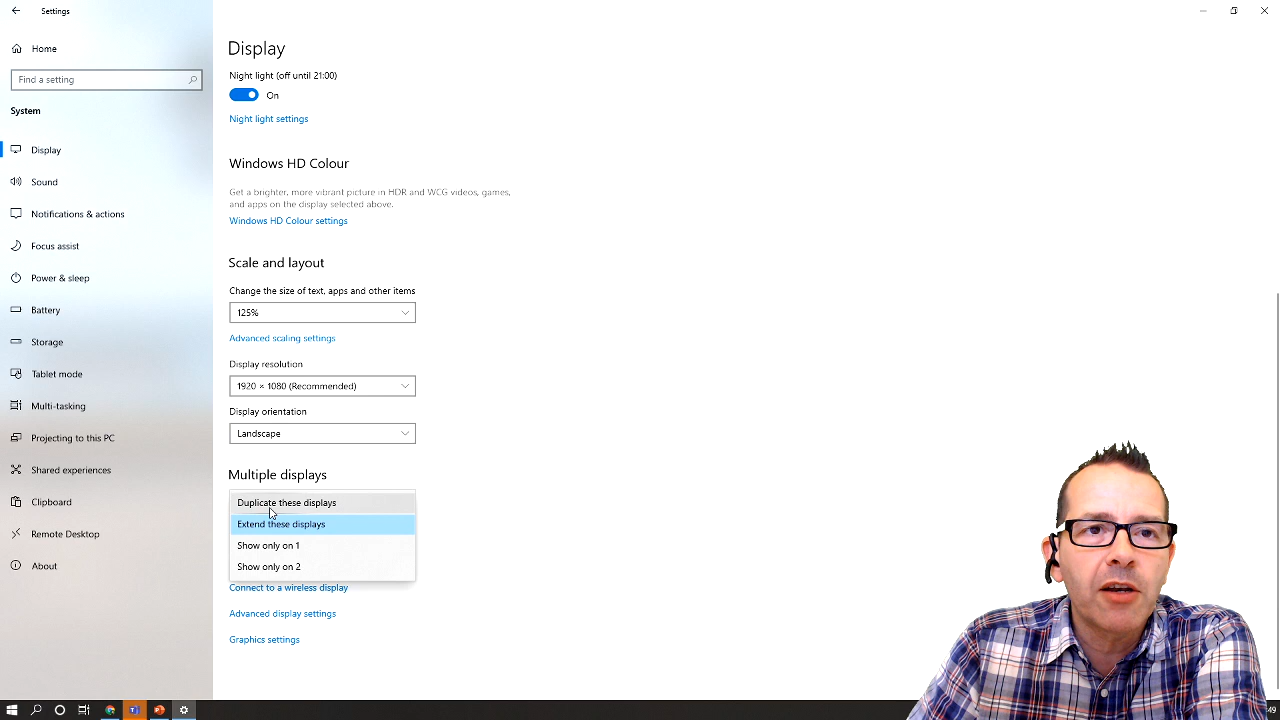 Settings
Home
Find a setting
System
Display
Sound
Notifications & actions
Focus assist
Power & sleep
Battery
Storage
Tablet mode
Multi-tasking
Projecting to this PC
Shared experiences
Clipboard
Remote Desktop
About
Display
Night light (off until 21:00)
On
Night light settings
Windows HD Colour
Get a brighter, more vibrant picture in HDR and WCG videos, games,
and apps on the display selected above.
Windows HD Colour settings
Scale and layout
Change the size of text, apps and other items
125%
Advanced scaling settings
Display resolution
1920 × 1080 (Recommended)
Display orientation
Landscape
Multiple displays
Duplicate these displays
Extend these displays
Show only on 1
Show only on 2
Connect to a wireless display
Advanced display settings
Graphics settings